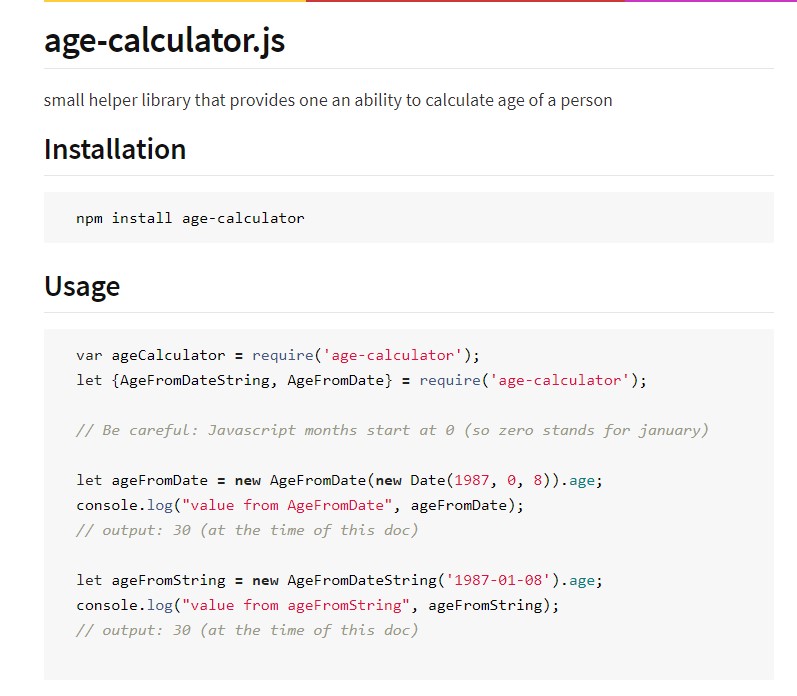 age-calculator.js
small helper library that provides one an ability to calculate age of a person
Installation
npm install age-calculator
Usage
var ageCalculator = require('age-calculator');
let {AgeFromDateString, AgeFromDate} = require('age-calculator');
// Be careful: Javascript months start at 0 (so zero stands for january)
let ageFromDate = new AgeFromDate(new Date(1987, 0, 8)).age;
console.log("value from AgeFromDate", ageFromDate);
// output: 30 (at the time of this doc)
let ageFromString = new AgeFromDateString('1987-01-08').age;
console.log("value from ageFromString", ageFromString);
// output: 30 (at the time of this doc)